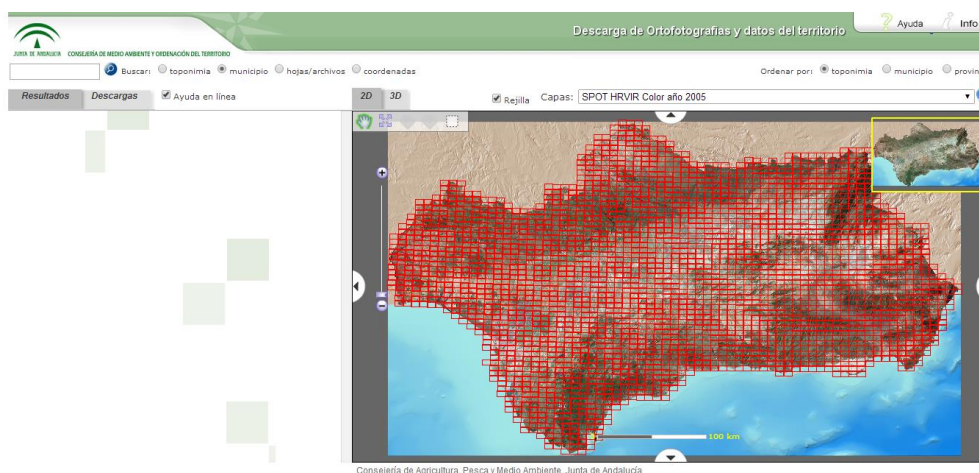 Descarga de Ortofotografías y datos del territorio
Ayuda
Info
JUNTA DE ANDALUCIA CONSEJERÍA DE MEDIO AMBIENTE Y ORDENACIÓN DEL TERRITORIO
Buscar: toponimia municipio hojas/archivos coordenadas
Ordenar por: toponimia municipio provin
Resultados Descargas Ayuda en línea
2D 3D Rejilla Capas: SPOT HRVIR Color año 2005
100 km
Consejería de Agricultura, Pesca y Medio Ambiente. Junta de Andalucía